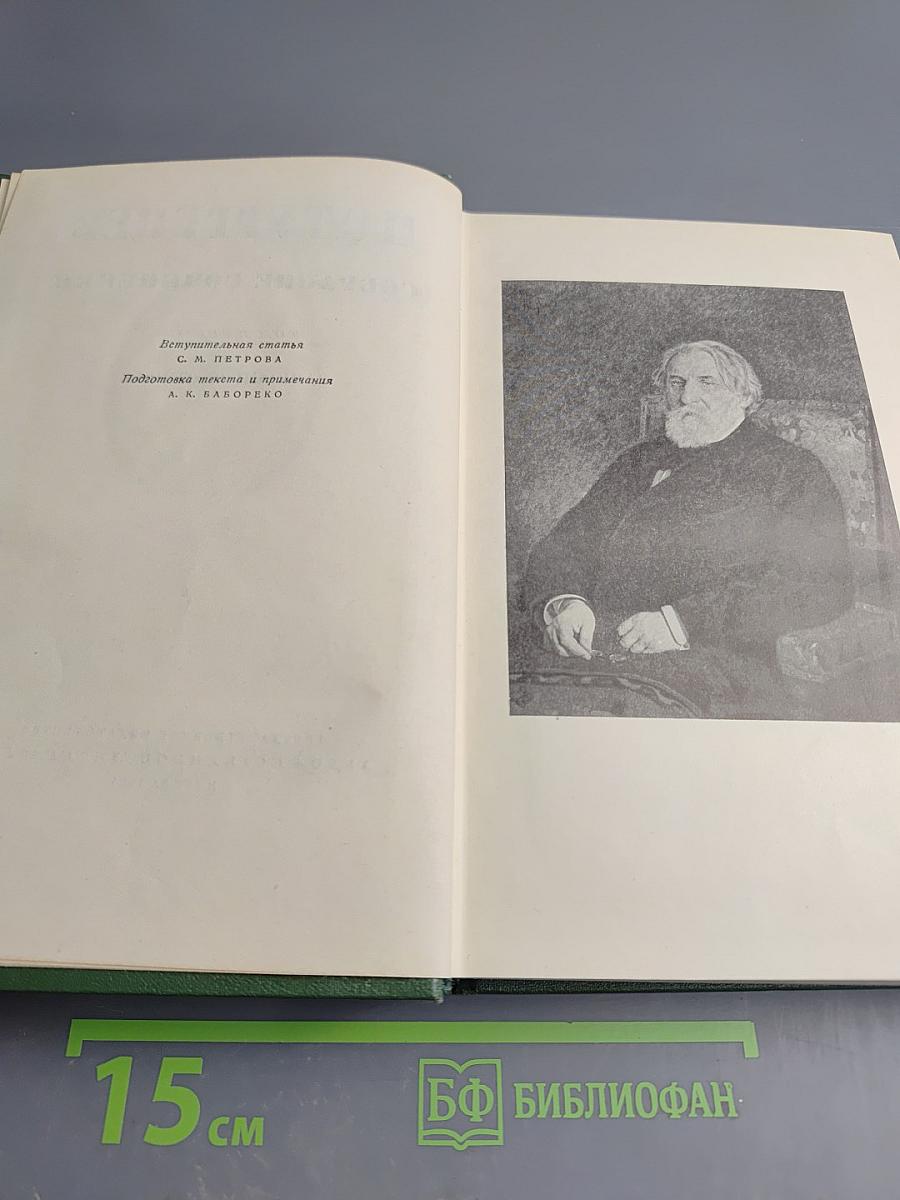 Вступительная статья
С. М. ПЕТРОВА
Подготовка текста и примечания
А. К. БАБОРЕКО
15 см
БФ БИБЛИОФАН